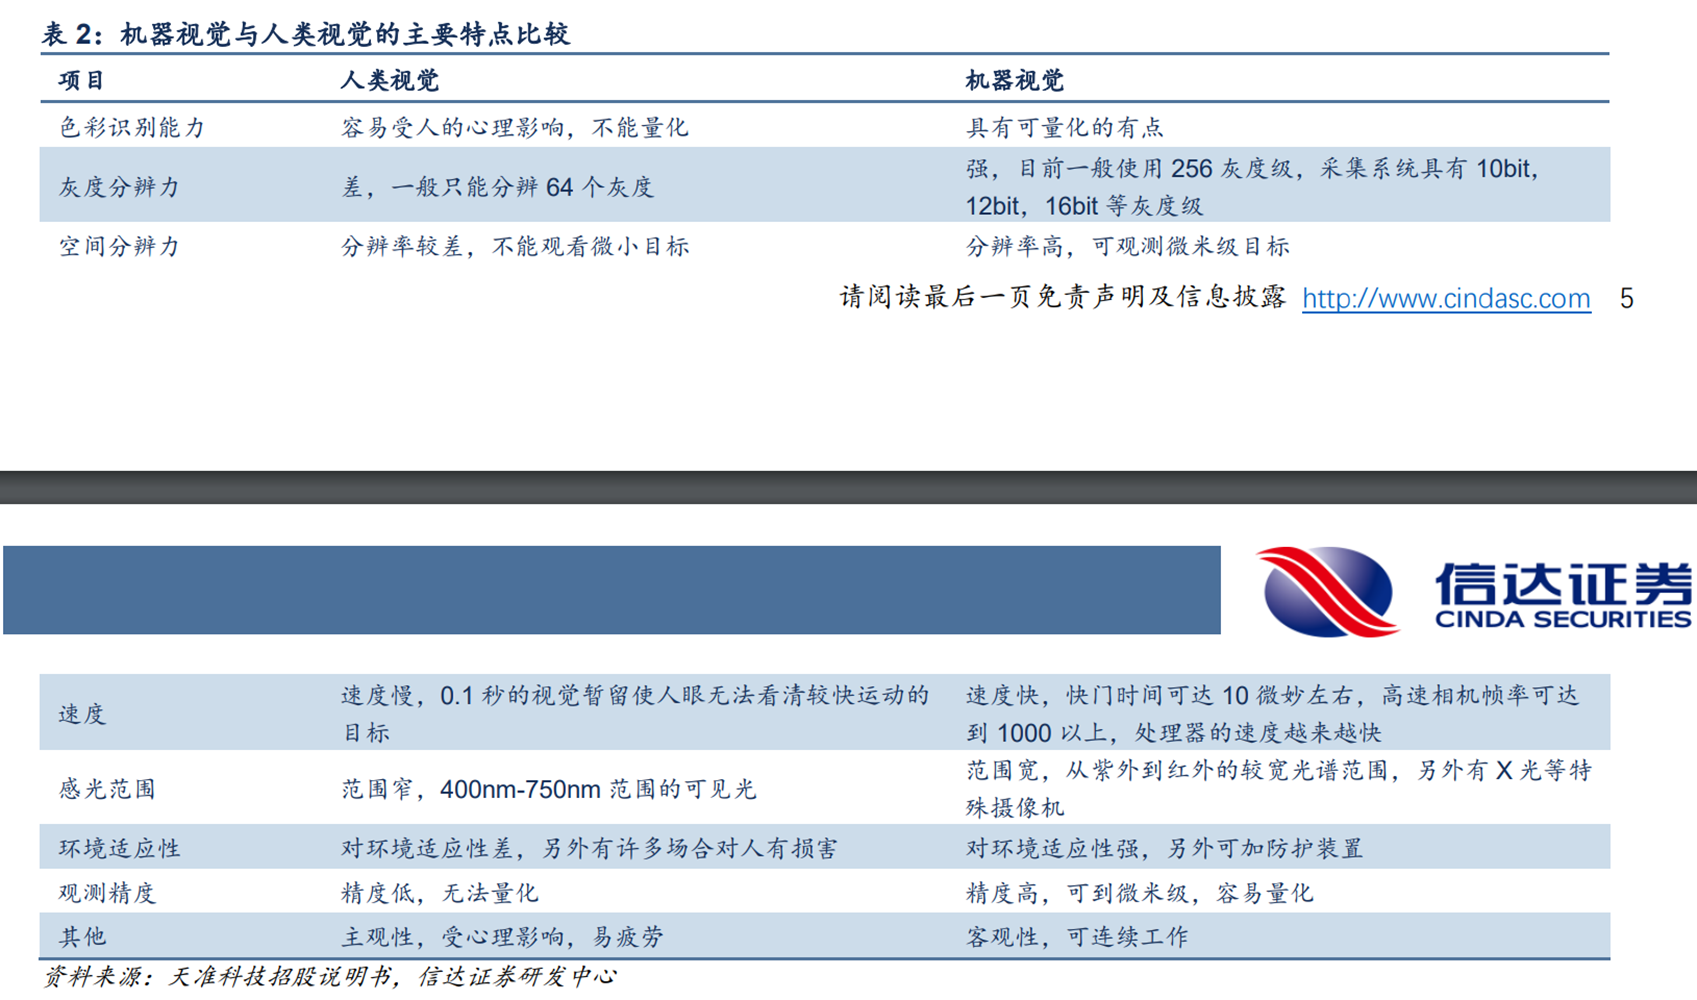 表 2：机器视觉与人类视觉的主要特点比较
项目 人类视觉 机器视觉
色彩识别能力 容易受人的心理影响，不能量化 具有可量化的有点
灰度分辨力 差，一般只能分辨 64 个灰度 强，目前一般使用 256 灰度级，采集系统具有 10bit，
12bit，16bit 等灰度级
空间分辨力 分辨率较差，不能观看微小目标 分辨率高，可观测微米级目标
请阅读最后一页免责声明及信息披露 http://www.cindasc.com 5
信达证券
CINDA SECURITIES
速度 速度慢，0.1 秒的视觉暂留使人眼无法看清较快运动的
目标
速度快，快门时间可达 10 微妙左右，高速相机帧率可达
到 1000 以上，处理器的速度越来越快
感光范围 范围窄，400nm-750nm 范围的可见光 范围宽，从紫外到红外的较宽光谱范围，另外有 X 光等特
殊摄像机
环境适应性 对环境适应性差，另外有许多场合对人有损害 对环境适应性强，另外可加防护装置
观测精度 精度低，无法量化 精度高，可到微米级，容易量化
其他 主观性，受心理影响，易疲劳 客观性，可连续工作
资料来源：天准科技招股说明书，信达证券研发中心